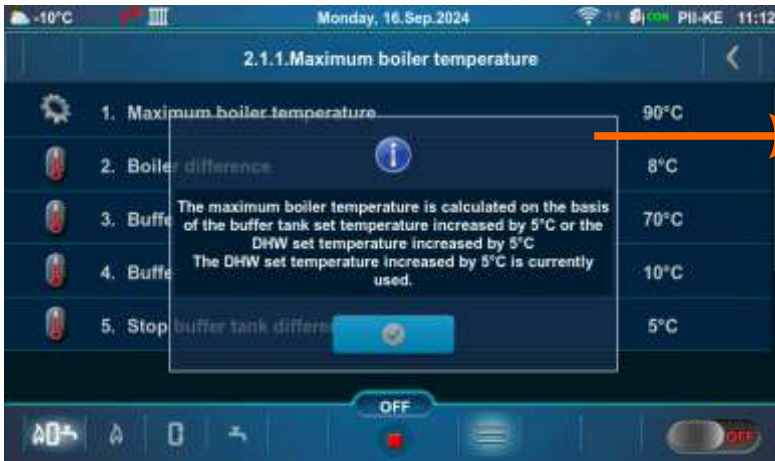 -10°C Monday, 16.Sep.2024 CON PII-KE 11:12
2.1.1.Maximum boiler temperature
1. Maximum boiler temperature 90°C
2. Boiler difference 8°C
3. Buffe 70°C
4. Buffe 10°C
5. Stop buffer tank differe 5°C
The maximum boiler temperature is calculated on the basis
of the buffer tank set temperature increased by 5°C or the
DHW set temperature increased by 5°C
The DHW set temperature increased by 5°C is currently
used.
OFF
OFF